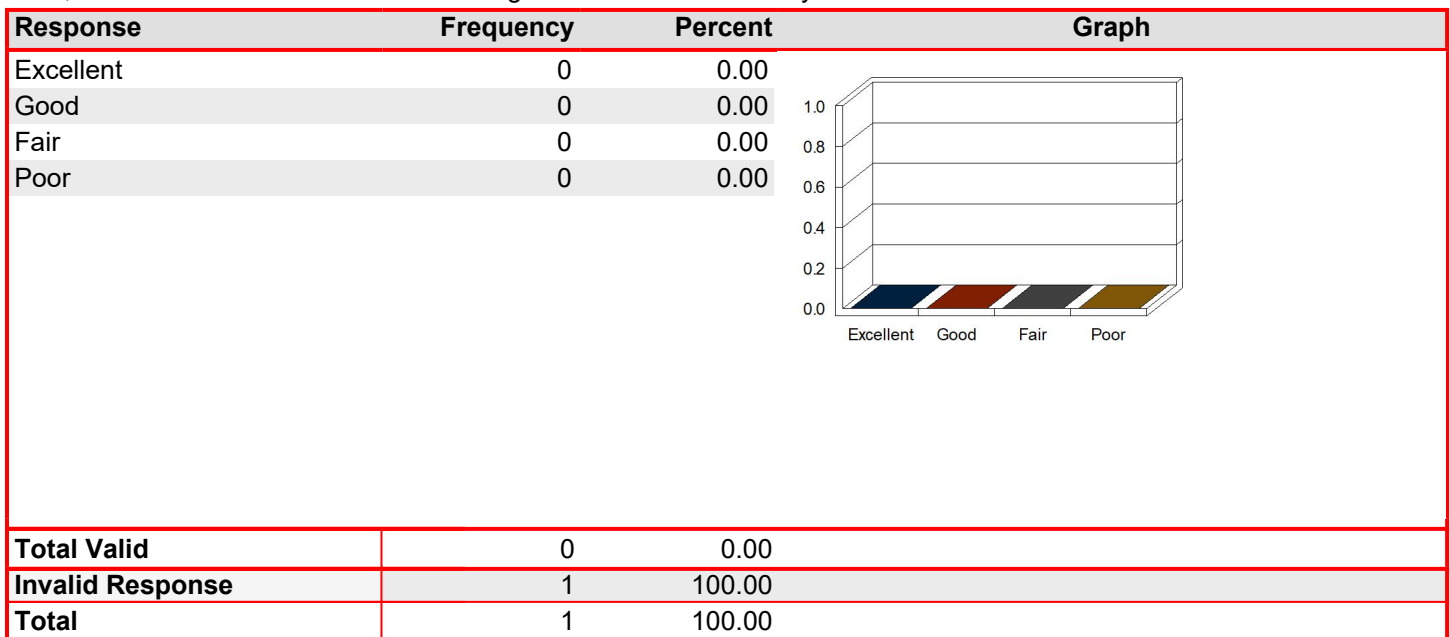 Response Frequency Percent Graph
Excellent 0 0.00
Good 0 0.00
Fair 0 0.00
Poor 0 0.00
1.0
0.8
0.6
0.4
0.2
0.0
Excellent Good Fair Poor
Total Valid 0 0.00
Invalid Response 1 100.00
Total 1 100.00